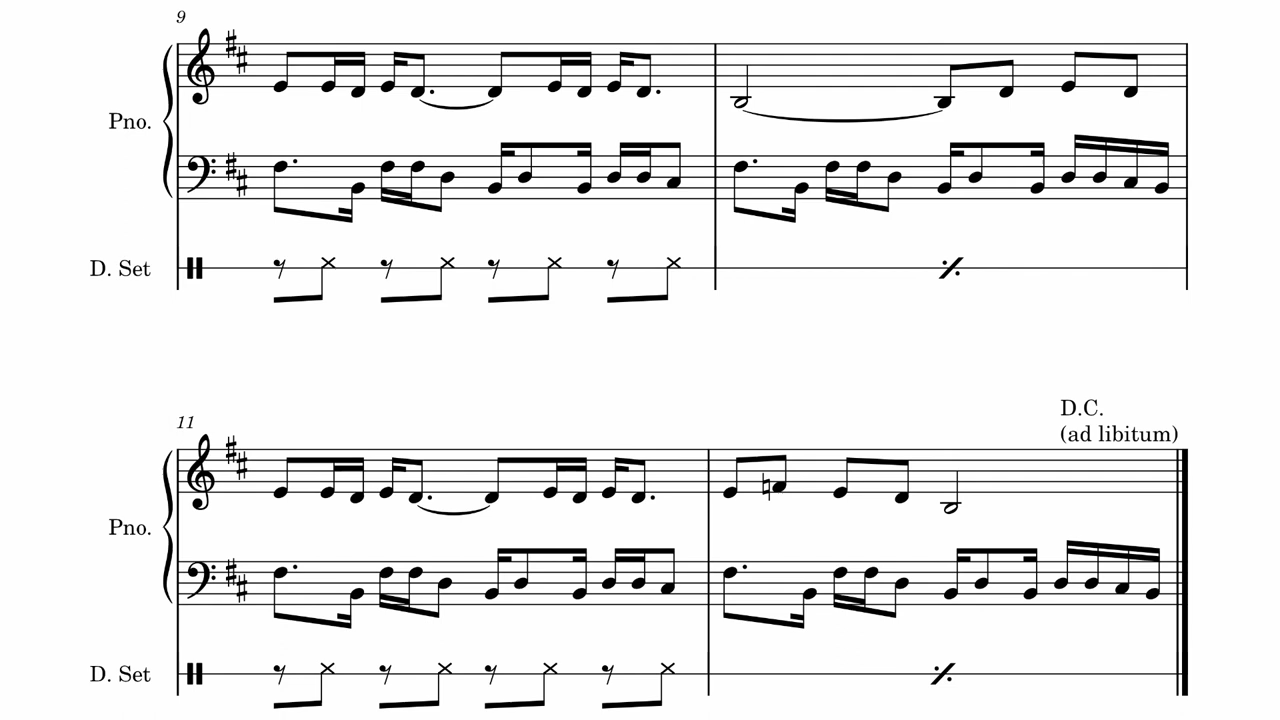 9
Pno.
D. Set
D.C.
(ad libitum)
11
Pno.
D. Set